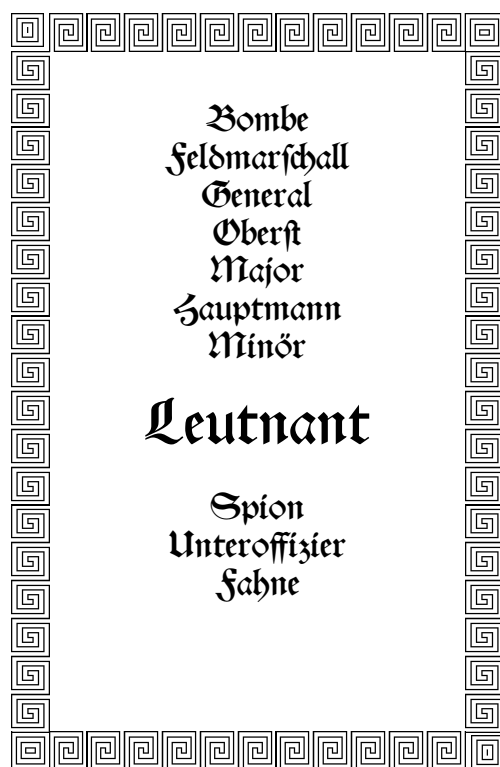 Bombe
Feldmarſchall
General
Oberſt
Major
Hauptmann
Minör
Leutnant
Spion
Unteroffizier
Fahne